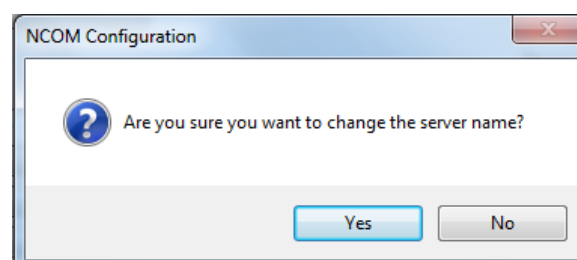 NCOM Configuration
Are you sure you want to change the server name?
Yes
No